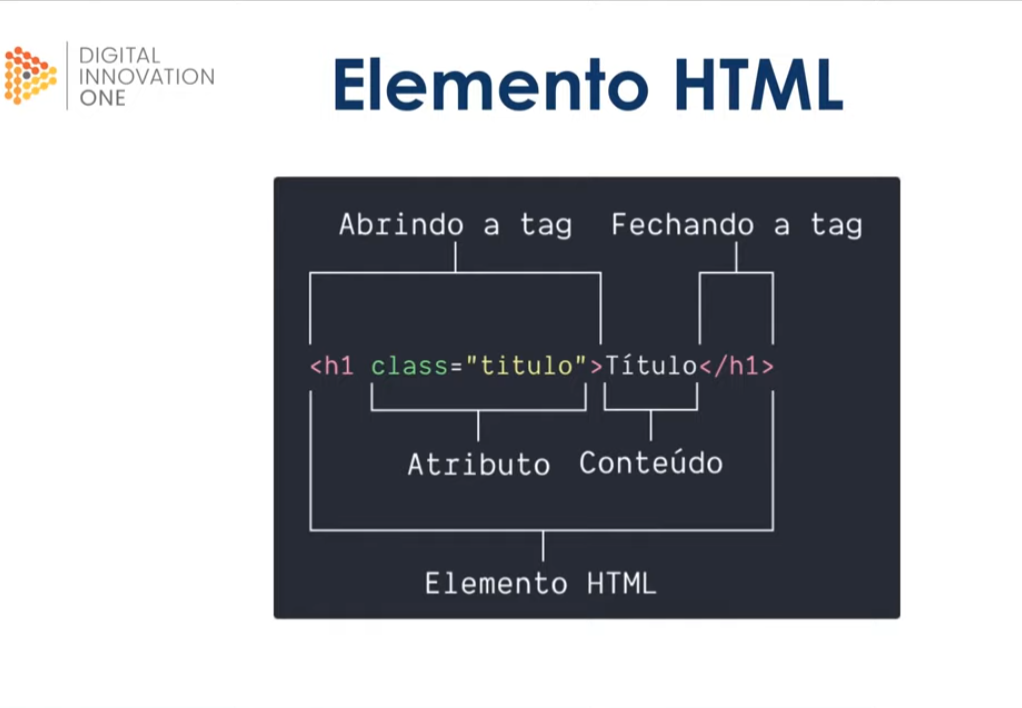 DIGITAL
INNOVATION
ONE
Elemento HTML
Abrindo a tag
Fechando a tag
<h1 class="titulo">Título</h1>
Atributo
Conteúdo
Elemento HTML